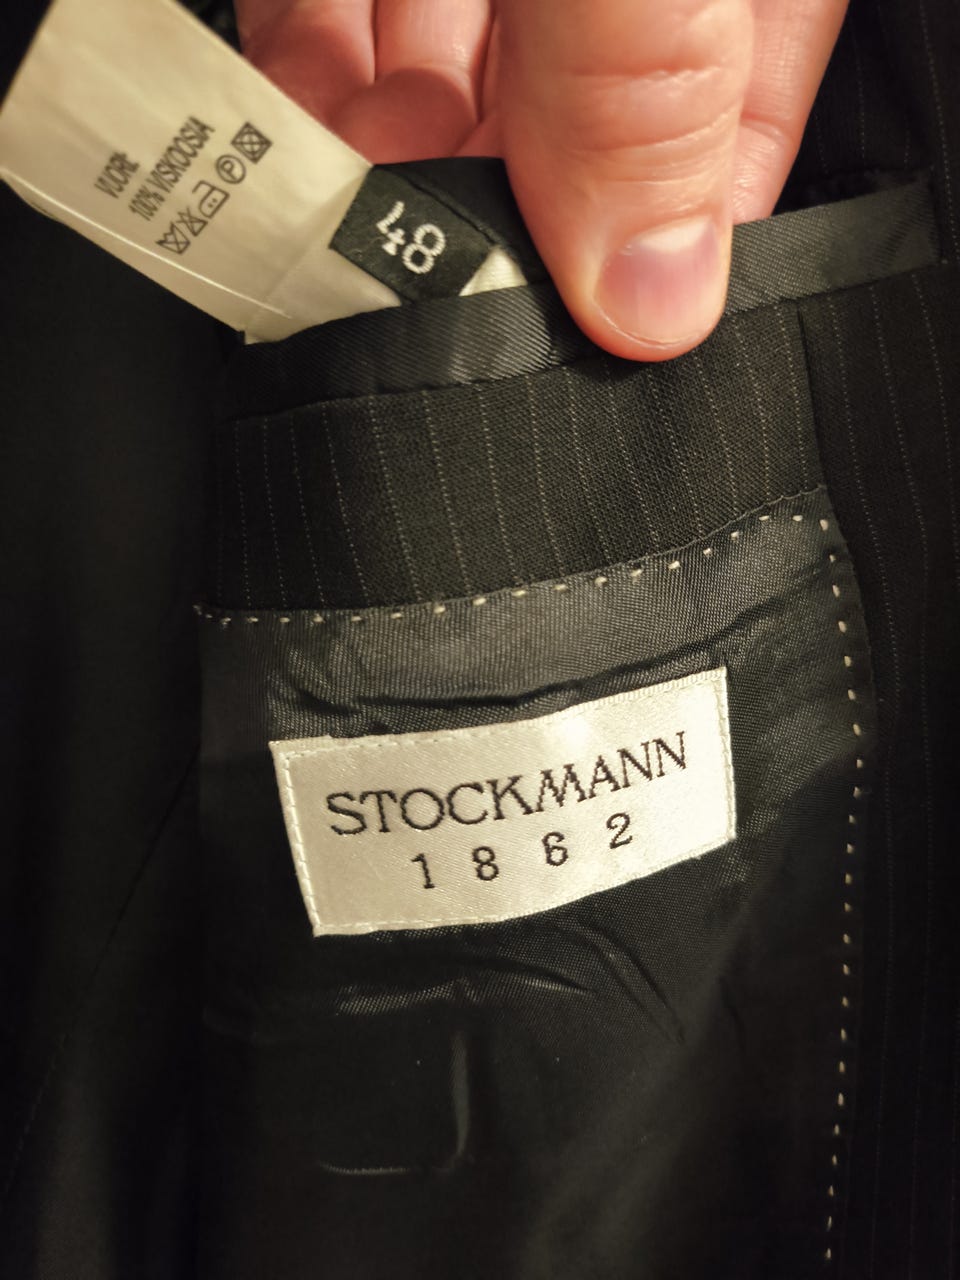 VUORI:
100% VISKOOSIA
48
STOCKMANN
1862